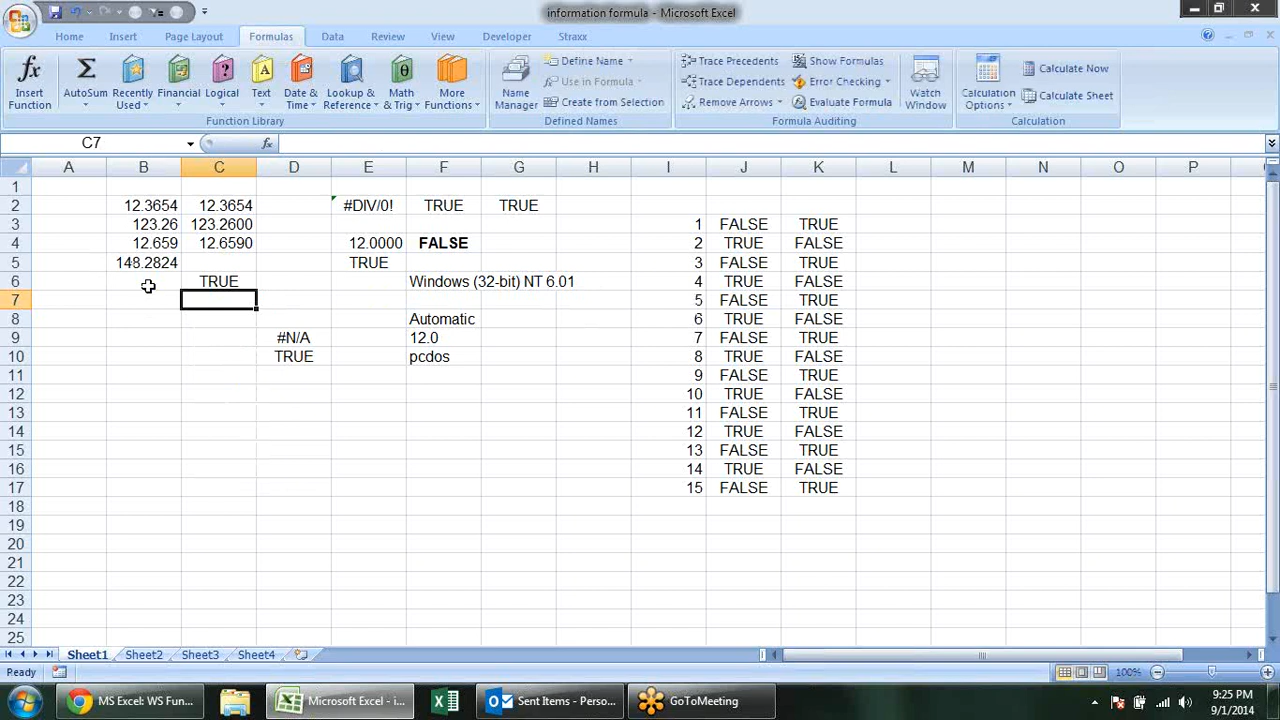 information formula - Microsoft Excel
Home Insert Page Layout Formulas Data Review View Developer Straxx
Insert Function
AutoSum
Recently Used
Financial
Logical
Text
Date & Time
Lookup & Reference
Math & Trig
More Functions
Function Library
Name Manager
Define Name
Use in Formula
Create from Selection
Defined Names
Trace Precedents
Trace Dependents
Remove Arrows
Show Formulas
Error Checking
Evaluate Formula
Formula Auditing
Watch Window
Calculation Options
Calculate Now
Calculate Sheet
Calculation
C7 fx
A B C D E F G H I J K L M N O P
1
2 12.3654 12.3654 #DIV/0! TRUE TRUE
3 123.26 123.2600 1 FALSE TRUE
4 12.659 12.6590 12.0000 FALSE 2 TRUE FALSE
5 148.2824 TRUE 3 FALSE TRUE
6 TRUE Windows (32-bit) NT 6.01 4 TRUE FALSE
7 5 FALSE TRUE
8 Automatic 6 TRUE FALSE
9 #N/A 12.0 7 FALSE TRUE
10 TRUE pcdos 8 TRUE FALSE
11 9 FALSE TRUE
12 10 TRUE FALSE
13 11 FALSE TRUE
14 12 TRUE FALSE
15 13 FALSE TRUE
16 14 TRUE FALSE
17 15 FALSE TRUE
18
19
20
21
22
23
24
25
Sheet1 Sheet2 Sheet3 Sheet4
Ready 100%
MS Excel: WS Fun... Microsoft Excel - i... Sent Items - Perso... GoToMeeting
9:25 PM
9/1/2014